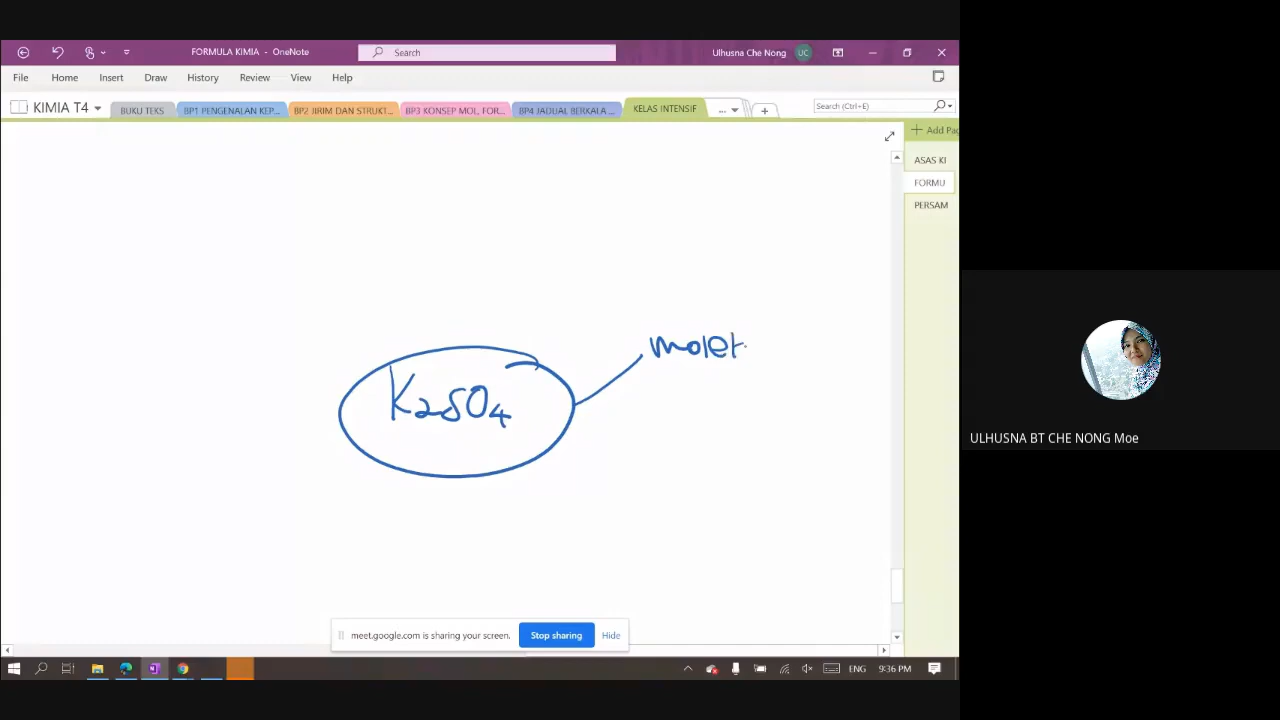 FORMULA KIMIA - OneNote
Search
Ulhusna Che Nong
UC
File Home Insert Draw History Review View Help
KIMIA T4
BUKU TEKS
BP1 PENGENALAN KEP...
BP2 JIRIM DAN STRUKT...
BP3 KONSEP MOL, FOR...
BP4 JADUAL BERKALA ...
KELAS INTENSIF
...
+
Search (Ctrl+E)
+ Add Pag
ASAS KI
FORMU
PERSAM
molek
K₂SO₄
ULHUSNA BT CHE NONG Moe
meet.google.com is sharing your screen.
Stop sharing
Hide
ENG
9:36 PM